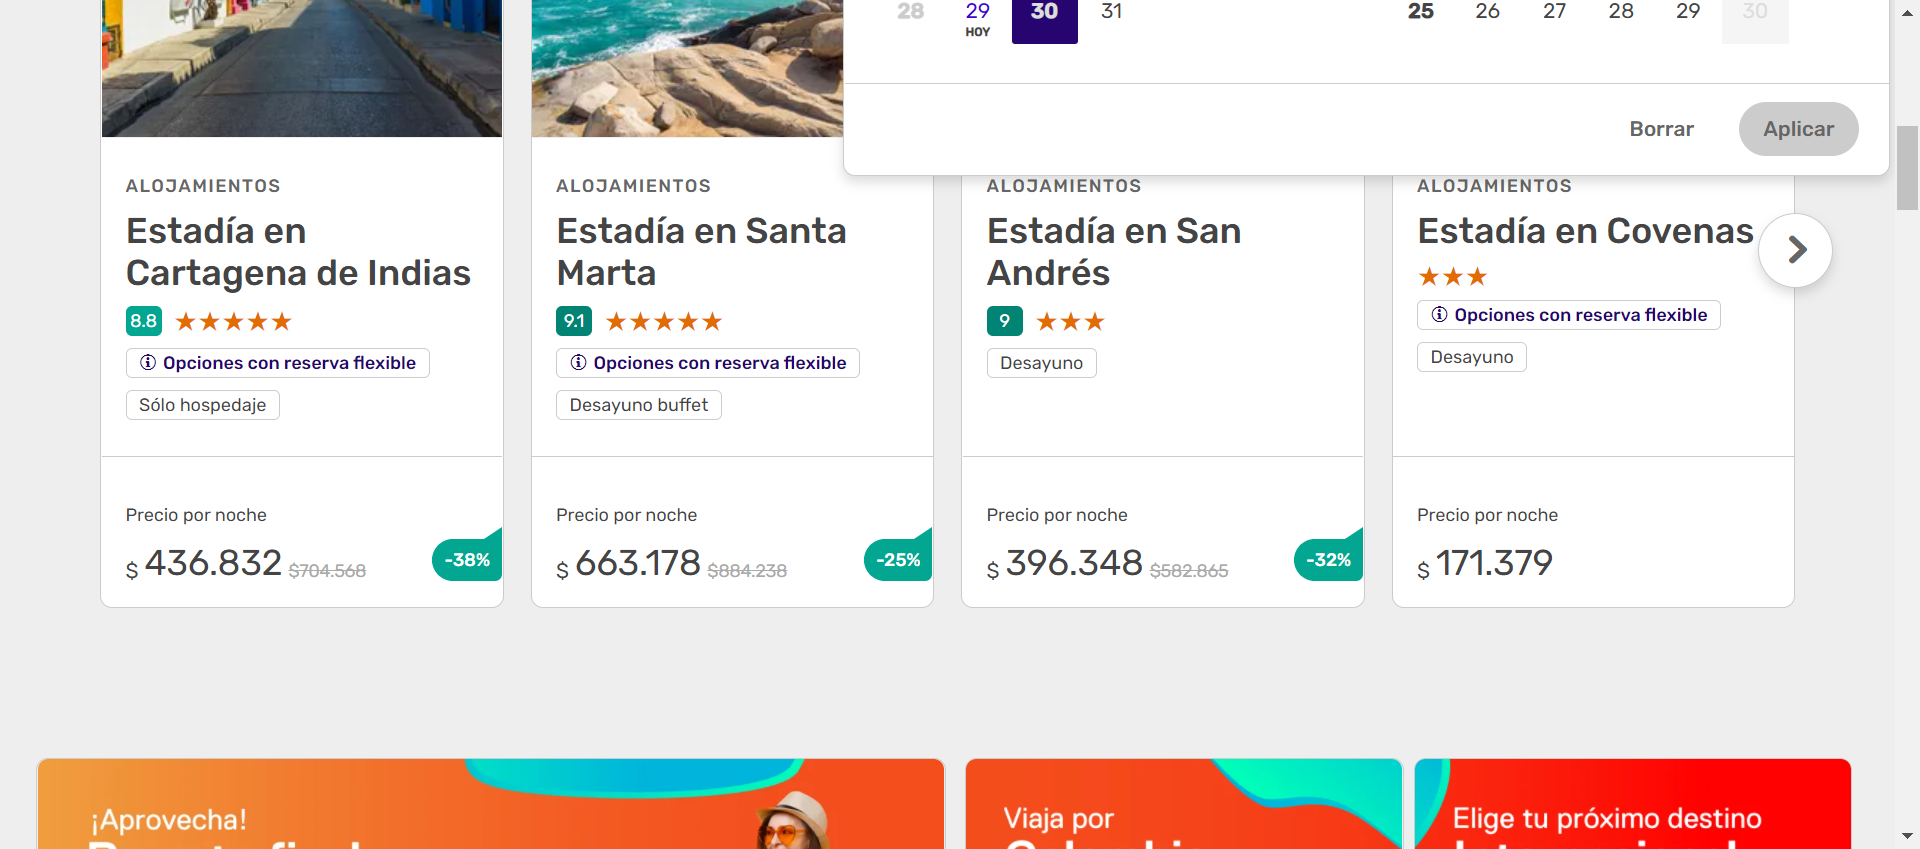 28 29 30 31
HOY
25 26 27 28 29 30
Borrar
Aplicar
ALOJAMIENTOS
Estadía en
Cartagena de Indias
8.8
Opciones con reserva flexible
Sólo hospedaje
Precio por noche
$ 436.832 $704.568
-38%
ALOJAMIENTOS
Estadía en Santa
Marta
9.1
Opciones con reserva flexible
Desayuno buffet
Precio por noche
$ 663.178 $884.238
-25%
ALOJAMIENTOS
Estadía en San
Andrés
9
Desayuno
Precio por noche
$ 396.348 $582.865
-32%
ALOJAMIENTOS
Estadía en Covenas
Opciones con reserva flexible
Desayuno
Precio por noche
$ 171.379
¡Aprovecha!
Viaja por
Elige tu próximo destino